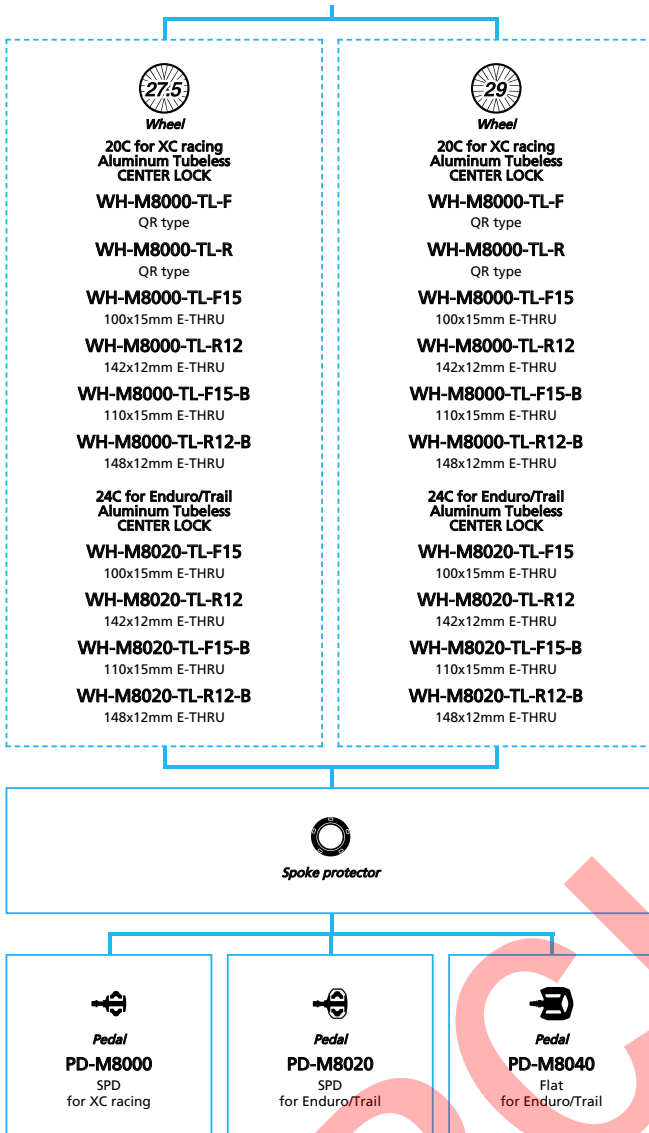 27.5
Wheel
20C for XC racing
Aluminum Tubeless
CENTER LOCK
WH-M8000-TL-F
QR type
WH-M8000-TL-R
QR type
WH-M8000-TL-F15
100x15mm E-THRU
WH-M8000-TL-R12
142x12mm E-THRU
WH-M8000-TL-F15-B
110x15mm E-THRU
WH-M8000-TL-R12-B
148x12mm E-THRU
24C for Enduro/Trail
Aluminum Tubeless
CENTER LOCK
WH-M8020-TL-F15
100x15mm E-THRU
WH-M8020-TL-R12
142x12mm E-THRU
WH-M8020-TL-F15-B
110x15mm E-THRU
WH-M8020-TL-R12-B
148x12mm E-THRU
29
Wheel
20C for XC racing
Aluminum Tubeless
CENTER LOCK
WH-M8000-TL-F
QR type
WH-M8000-TL-R
QR type
WH-M8000-TL-F15
100x15mm E-THRU
WH-M8000-TL-R12
142x12mm E-THRU
WH-M8000-TL-F15-B
110x15mm E-THRU
WH-M8000-TL-R12-B
148x12mm E-THRU
24C for Enduro/Trail
Aluminum Tubeless
CENTER LOCK
WH-M8020-TL-F15
100x15mm E-THRU
WH-M8020-TL-R12
142x12mm E-THRU
WH-M8020-TL-F15-B
110x15mm E-THRU
WH-M8020-TL-R12-B
148x12mm E-THRU
Spoke protector
Pedal
PD-M8000
SPD
for XC racing
Pedal
PD-M8020
SPD
for Enduro/Trail
Pedal
PD-M8040
Flat
for Enduro/Trail